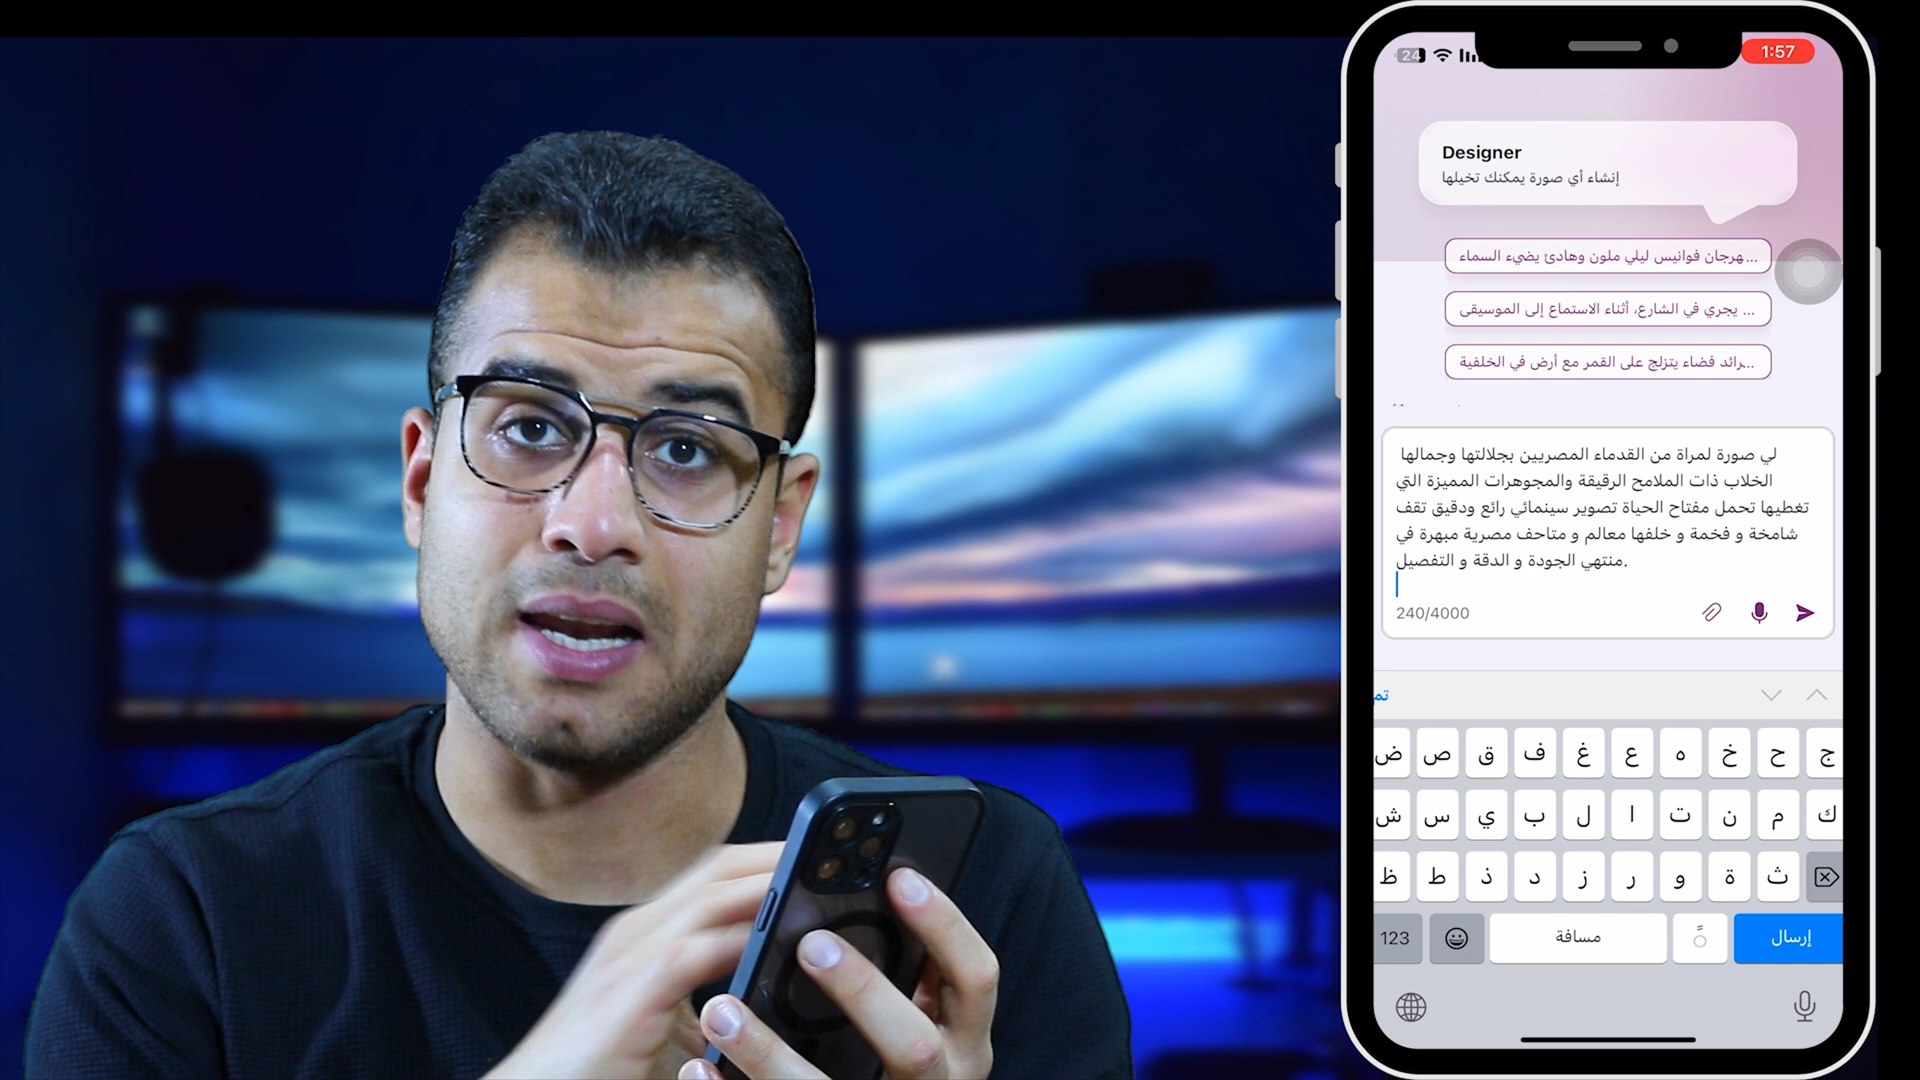 24
1:57
Designer
إنشاء أي صورة يمكنك تخيلها
...هرجان فوانيس ليلي ملون وهادئ يضيء السماء
... يجري في الشارع، أثناء الاستماع إلى الموسيقى
...رائد فضاء يتزلج على القمر مع أرض في الخلفية
لي صورة لمراة من القدماء المصريين بجلالتها وجمالها
الخلاب ذات الملامح الرقيقة والمجوهرات المميزة التي
تغطيها تحمل مفتاح الحياة تصوير سينمائي رائع ودقيق تقف
شامخة و فخمة و خلفها معالم و متاحف مصرية مبهرة في
منتهي الجودة و الدقة و التفصيل.
240/4000
تم
ض ص ق ف غ ع ه خ ح ج
ش س ي ب ل ا ت ن م ك
ظ ط ذ د ز ر و ة ث
123 مسافة إرسال